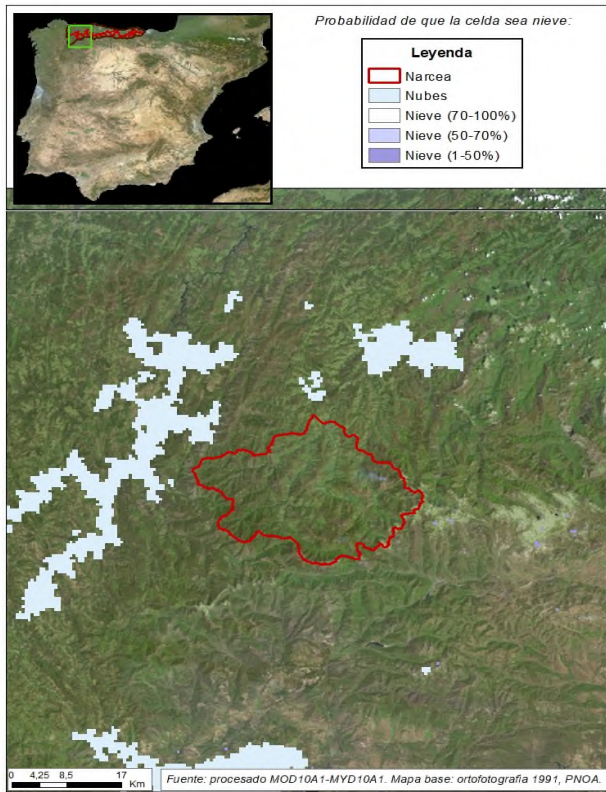 Probabilidad de que la celda sea nieve:
Leyenda
Narcea
Nubes
Nieve (70-100%)
Nieve (50-70%)
Nieve (1-50%)
0 4,25 8,5 17
Km
Fuente: procesado MOD10A1-MYD10A1. Mapa base: ortofotografia 1991, PNOA.